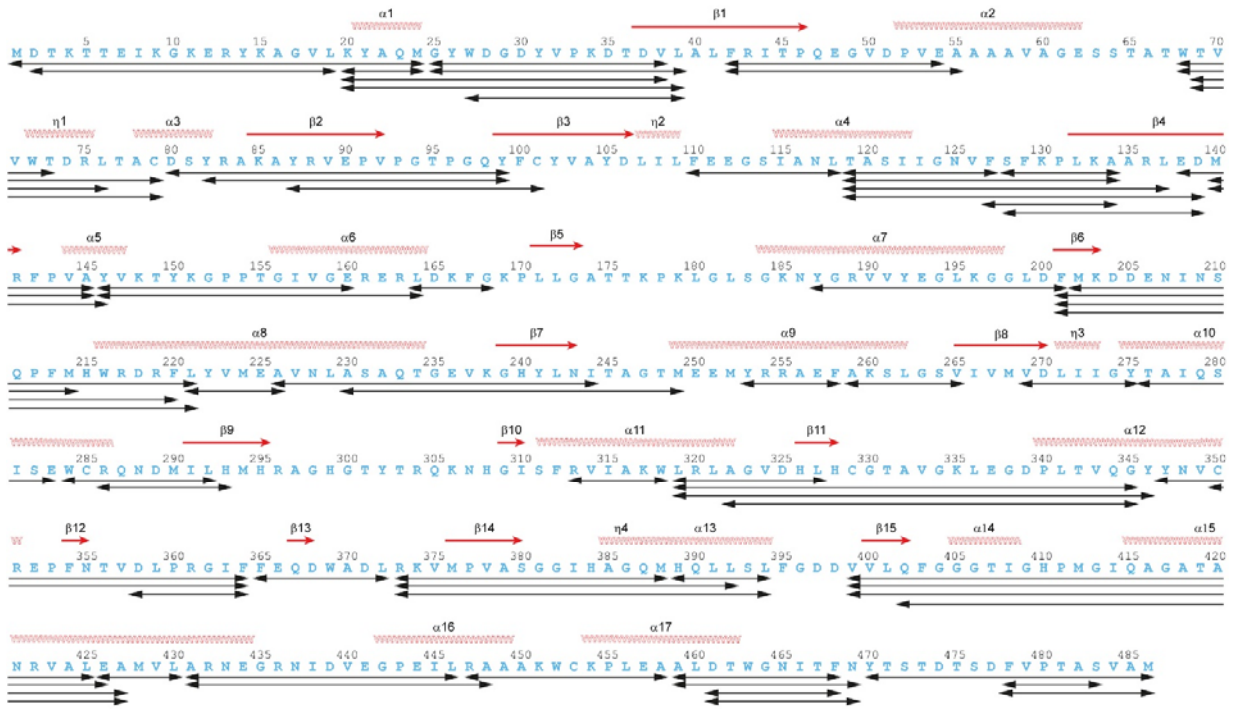 α1 β1 α2
5 10 15 20 25 30 35 40 45 50 55 60 65 70
M D T K T T E I K G K E R Y K A G V L K Y A Q M G Y W D G D Y V P K D T D V L A L F R I T P Q E G V D P V E A A A A V A G E S S T A T W T V
η1 α3 β2 β3 η2 α4 β4
75 80 85 90 95 100 105 110 115 120 125 130 135 140
V W T D R L T A C D S Y R A K A Y R V E P V P G T P G Q Y F C Y V A Y D L I L F E E G S I A N L T A S I I G N V F S F K P L K A A R L E D M
α5 α6 β5 α7 β6
145 150 155 160 165 170 175 180 185 190 195 200 205 210
R F P V A Y V K T Y K G P P T G I V G E R E R L D K F G K P L L G A T T K P K L G L S G K N Y G R V V Y E G L K G G L D F M K D D E N I N S
α8 β7 α9 β8 η3 α10
215 220 225 230 235 240 245 250 255 260 265 270 275 280
Q P F M H W R D R F L Y V M E A V N L A S A Q T G E V K G H Y L N I T A G T M E E M Y R R A E F A K S L G S V I V M V D L I I G Y T A I Q S
β9 β10 α11 β11 α12
285 290 295 300 305 310 315 320 325 330 335 340 345 350
I S E W C R Q N D M I L H M H R A G H G T Y T R Q K N H G I S F R V I A K W L R L A G V D H L H C G T A V G K L E G D P L T V Q G Y Y N V C
β12 β13 β14 η4 α13 β15 α14 α15
355 360 365 370 375 380 385 390 395 400 405 410 415 420
R E P F N T V D L P R G I F F E Q D W A D L R K V M P V A S G G I H A G Q M H Q L L S L F G D D V V L Q F G G G T I G H P M G I Q A G A T A
α16 α17
425 430 435 440 445 450 455 460 465 470 475 480 485
N R V A L E A M V L A R N E G R N I D V E G P E I L R A A A K W C K P L E A A L D T W G N I T F N Y T S T D T S D F V P T A S V A M